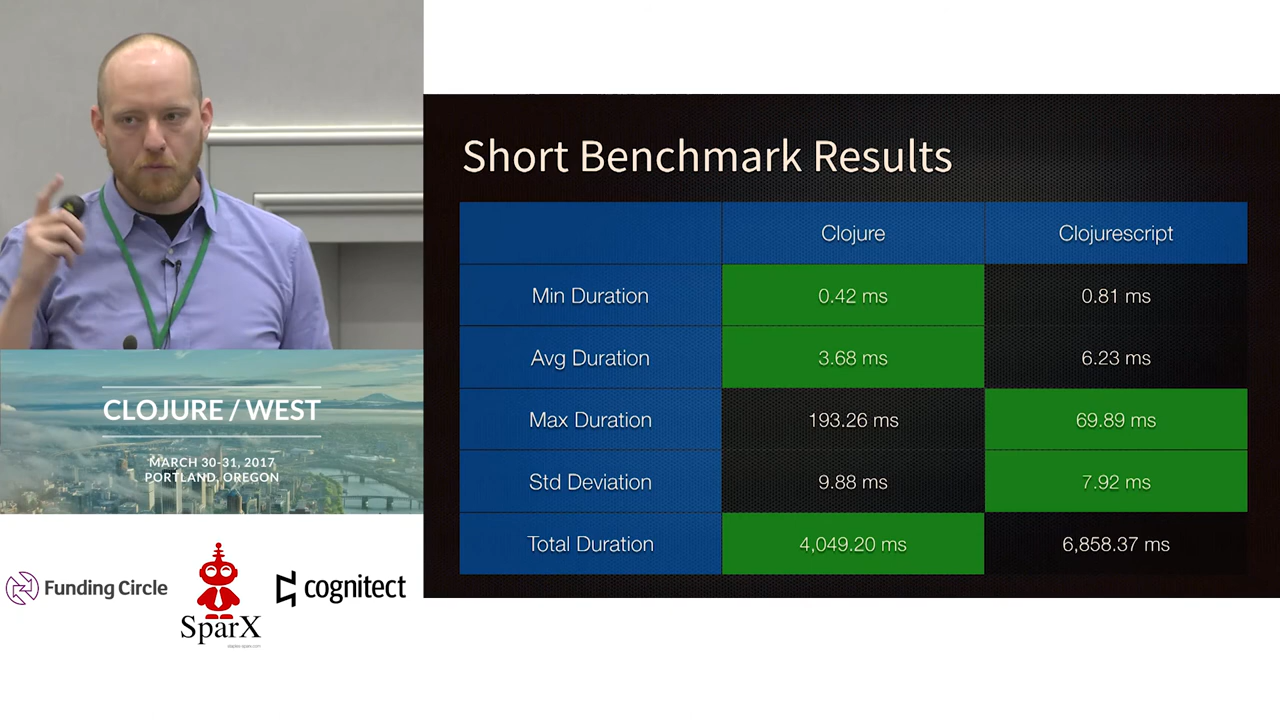 Short Benchmark Results
Clojure Clojurescript
Min Duration 0.42 ms 0.81 ms
Avg Duration 3.68 ms 6.23 ms
Max Duration 193.26 ms 69.89 ms
Std Deviation 9.88 ms 7.92 ms
Total Duration 4,049.20 ms 6,858.37 ms
CLOJURE / WEST
MARCH 30-31, 2017
PORTLAND, OREGON
Funding Circle
SparX
cognitect